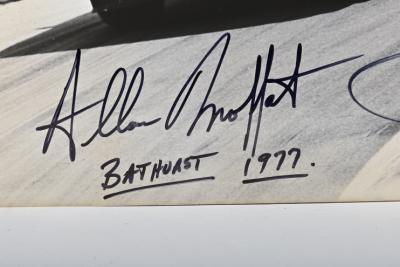 Allan Moffat
BATHURST 1977.